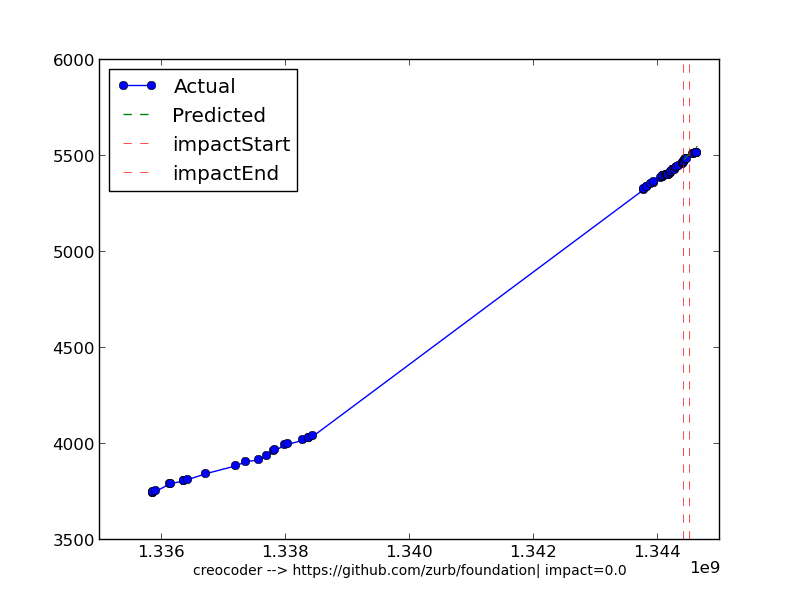 6000
5500
5000
4500
4000
3500
Actual
Predicted
impactStart
impactEnd
1.336 1.338 1.340 1.342 1.344
1e9
creocoder --> https://github.com/zurb/foundation| impact=0.0